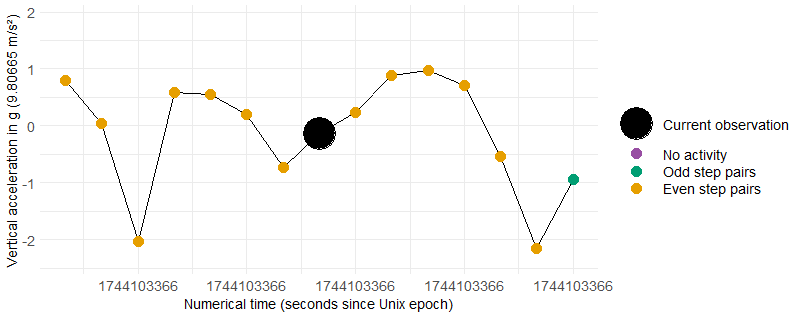 Vertical acceleration in g (9.80665 m/s²)
2
1
0
-1
-2
1744103366 1744103366 1744103366 1744103366 1744103366
Numerical time (seconds since Unix epoch)
Current observation
No activity
Odd step pairs
Even step pairs